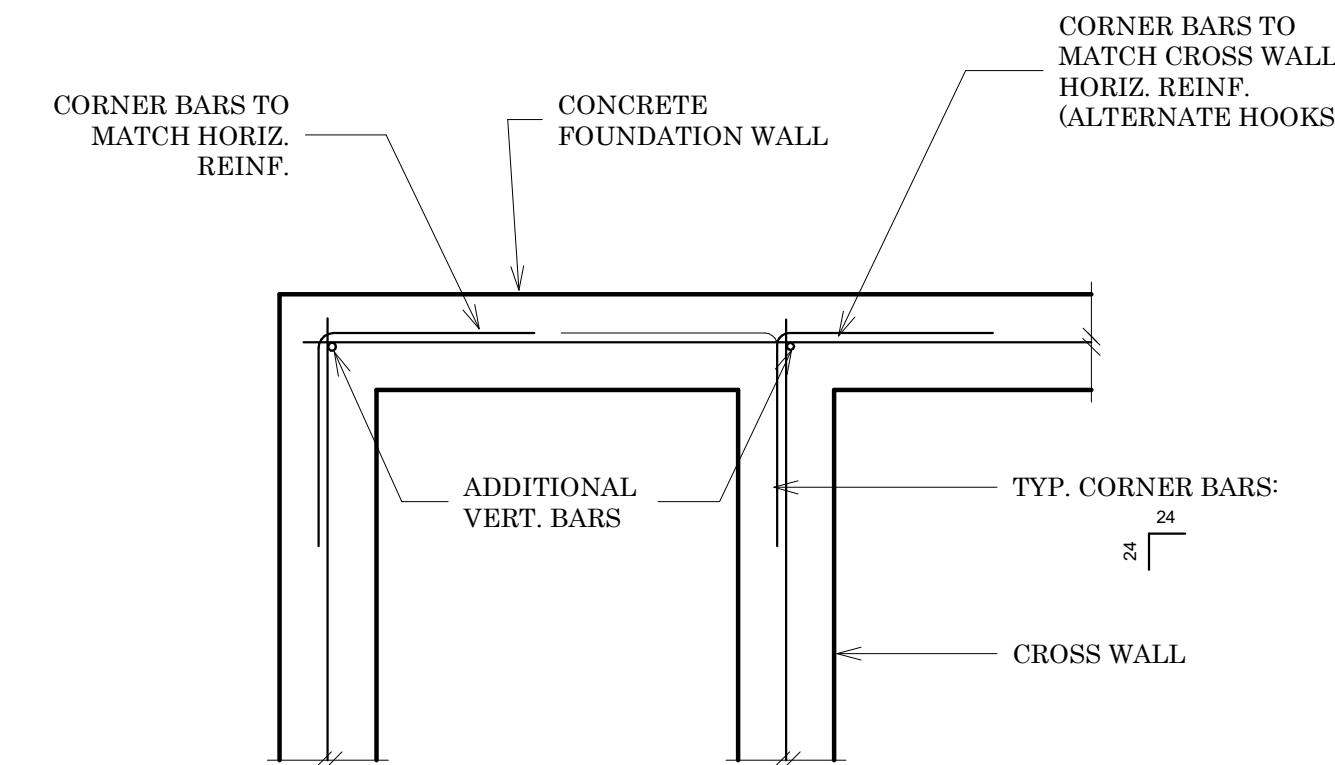 CORNER BARS TO
MATCH HORIZ.
REINF.
CONCRETE
FOUNDATION WALL
CORNER BARS TO
MATCH CROSS WALL
HORIZ. REINF.
(ALTERNATE HOOKS
ADDITIONAL
VERT. BARS
TYP. CORNER BARS:
24
24
CROSS WALL